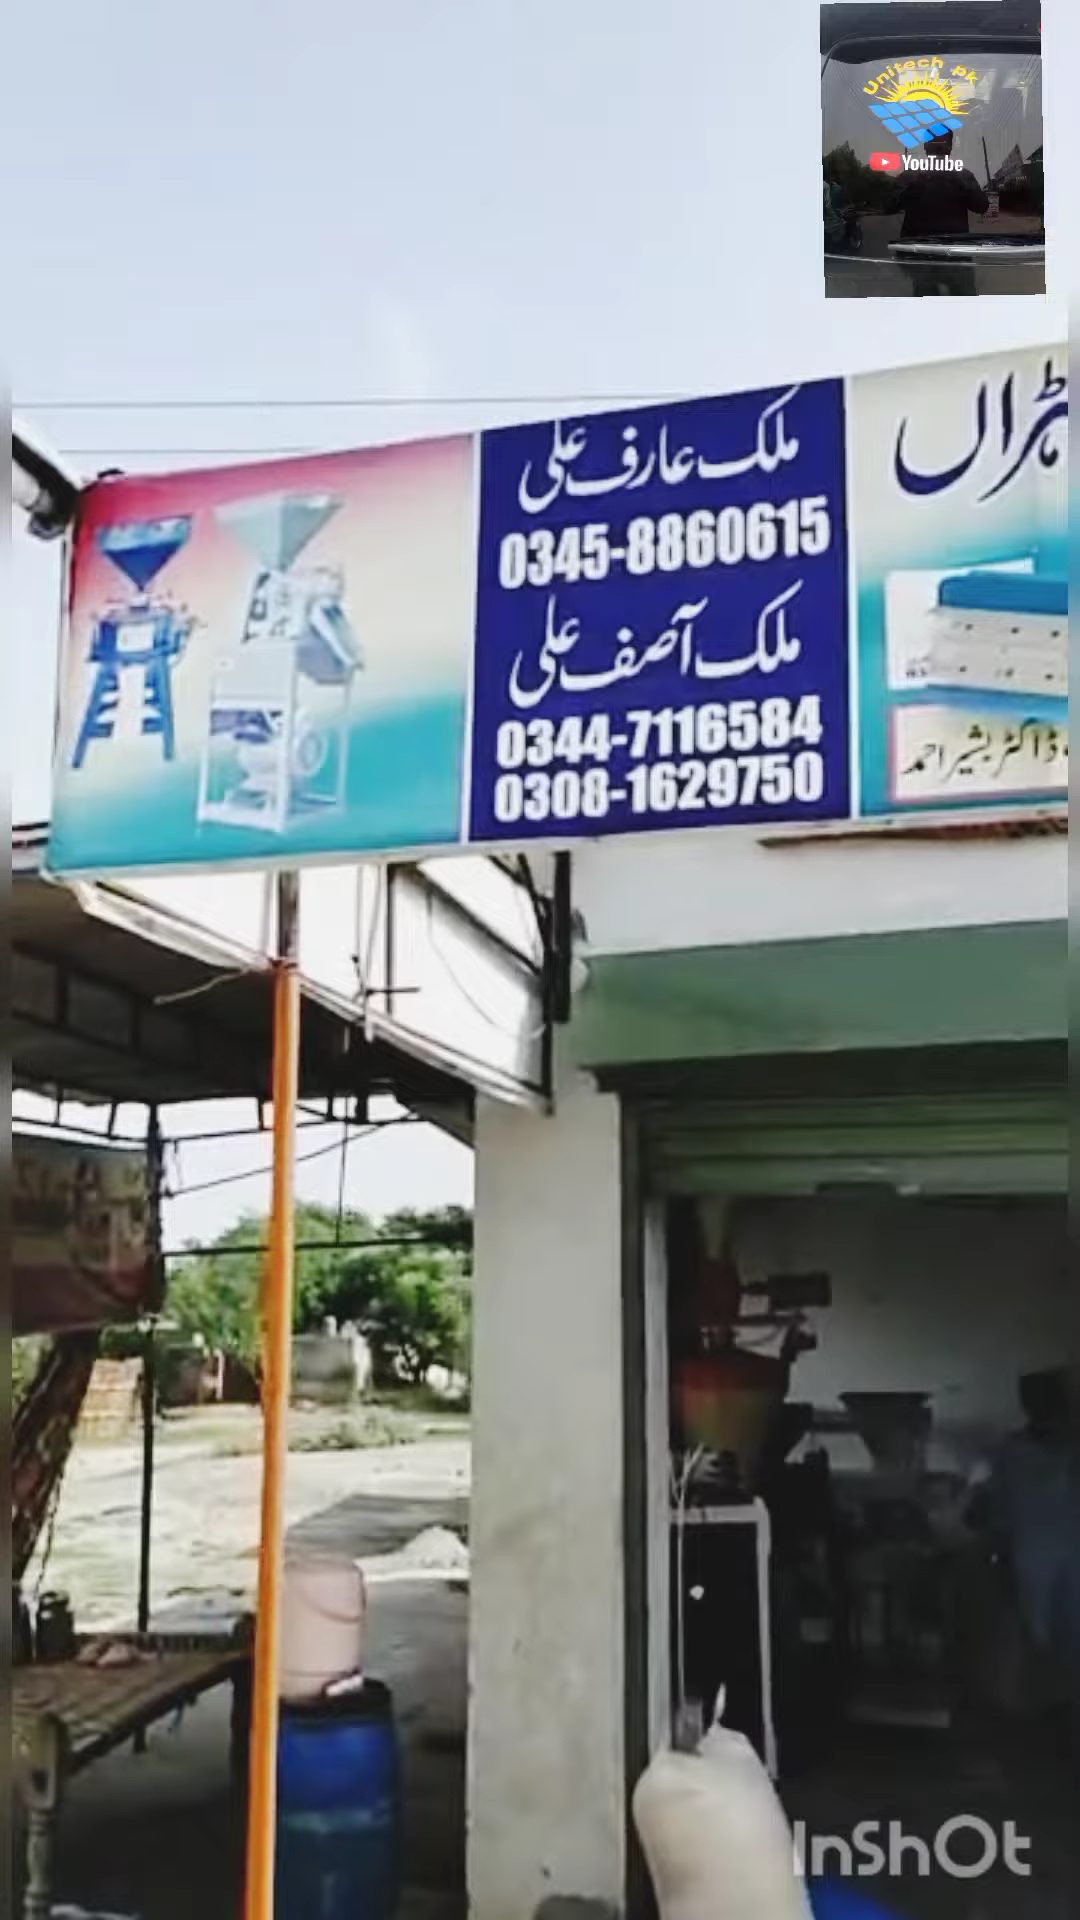 Unitech pk
YouTube
ملک عارف علی
0345-8860615
ملک آصف علی
0344-7116584
0308-1629750
ڈاکٹر بشیر احمد
InShOt